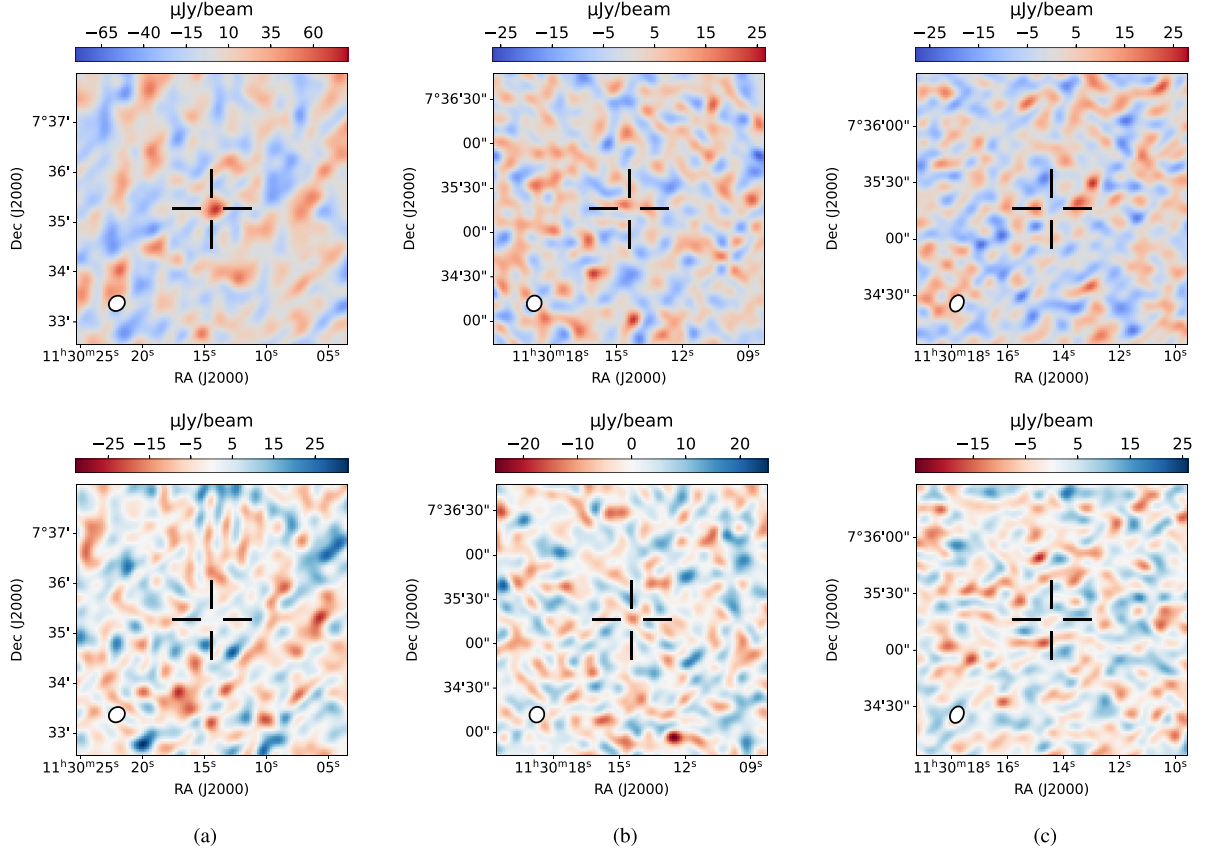 μJy/beam μJy/beam μJy/beam
−65 −40 −15 10 35 60 −25 −15 −5 5 15 25 −25 −15 −5 5 15 25
7°37' 36' 35' 34' 33'
Dec (J2000)
11ʰ30ᵐ25ˢ 20ˢ 15ˢ 10ˢ 05ˢ
RA (J2000)
7°36'30" 00" 35'30" 00" 34'30" 00"
Dec (J2000)
11ʰ30ᵐ18ˢ 15ˢ 12ˢ 09ˢ
RA (J2000)
7°36'00" 35'30" 00" 34'30"
Dec (J2000)
11ʰ30ᵐ18ˢ 16ˢ 14ˢ 12ˢ 10ˢ
RA (J2000)
μJy/beam μJy/beam μJy/beam
−25 −15 −5 5 15 25 −20 −10 0 10 20 −15 −5 5 15 25
7°37' 36' 35' 34' 33'
Dec (J2000)
11ʰ30ᵐ25ˢ 20ˢ 15ˢ 10ˢ 05ˢ
RA (J2000)
7°36'30" 00" 35'30" 00" 34'30" 00"
Dec (J2000)
11ʰ30ᵐ18ˢ 15ˢ 12ˢ 09ˢ
RA (J2000)
7°36'00" 35'30" 00" 34'30"
Dec (J2000)
11ʰ30ᵐ18ˢ 16ˢ 14ˢ 12ˢ 10ˢ
RA (J2000)
(a) (b) (c)